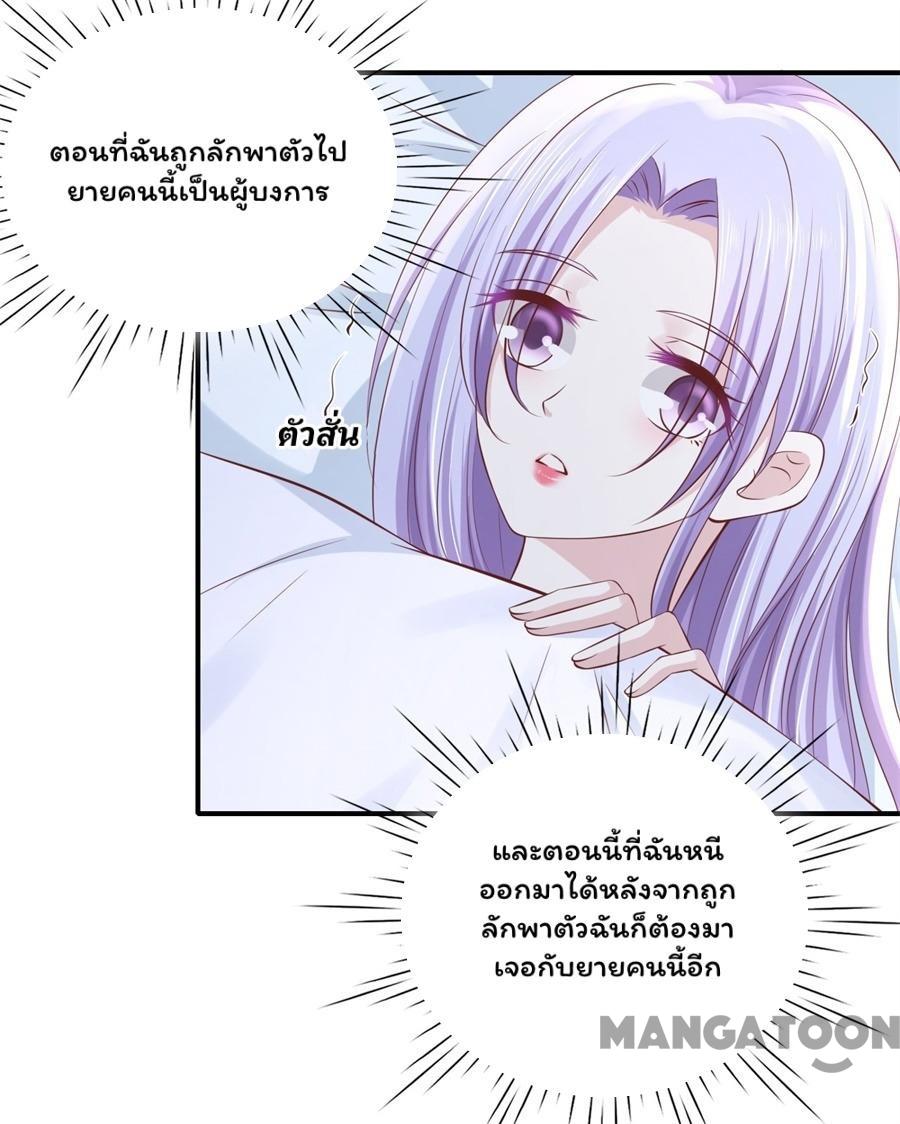 ตอนที่ฉันถูกลักพาตัวไป
ยายคนนี้เป็นผู้บงการ
ตัวสั่น
และตอนนี้ที่ฉันหนี
ออกมาได้หลังจากถูก
ลักพาตัวฉันก็ต้องมา
เจอกับยายคนนี้อีก
MANGATOON